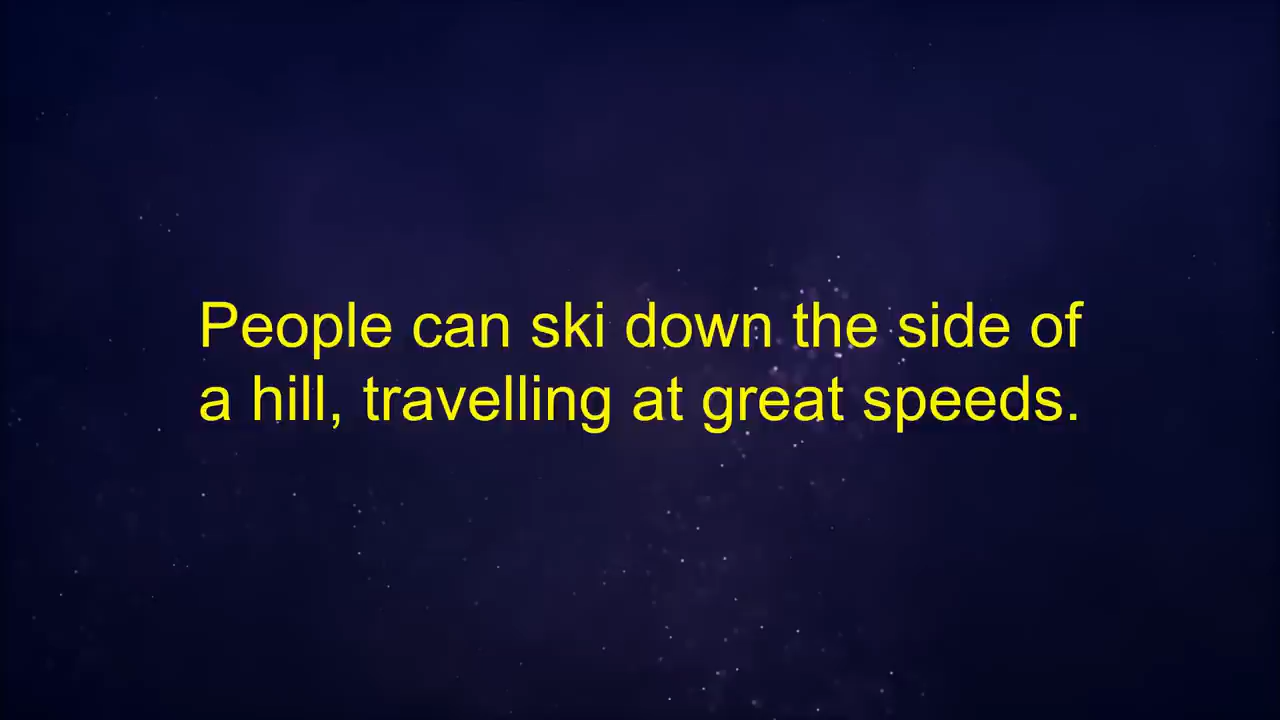 People can ski down the side of
a hill, travelling at great speeds.